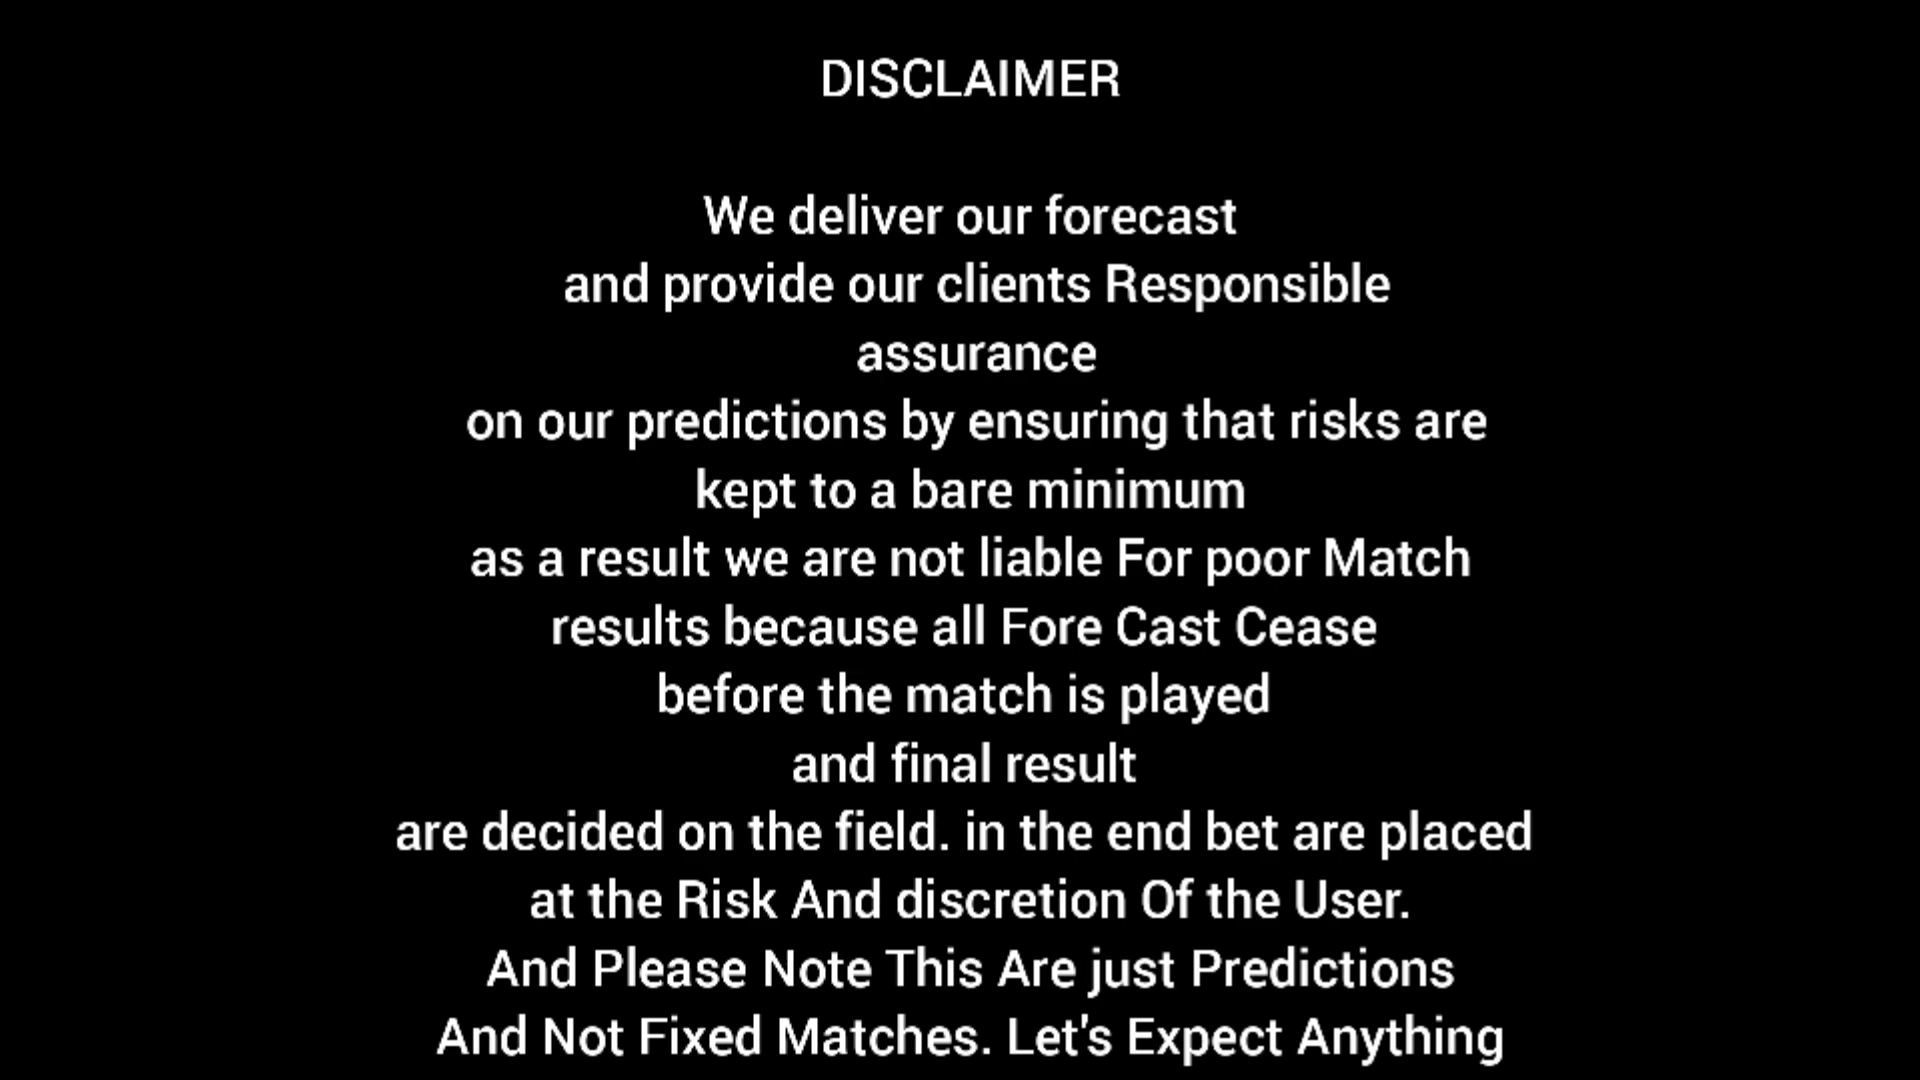 DISCLAIMER
We deliver our forecast
and provide our clients Responsible
assurance
on our predictions by ensuring that risks are
kept to a bare minimum
as a result we are not liable For poor Match
results because all Fore Cast Cease
before the match is played
and final result
are decided on the field. in the end bet are placed
at the Risk And discretion Of the User.
And Please Note This Are just Predictions
And Not Fixed Matches. Let's Expect Anything